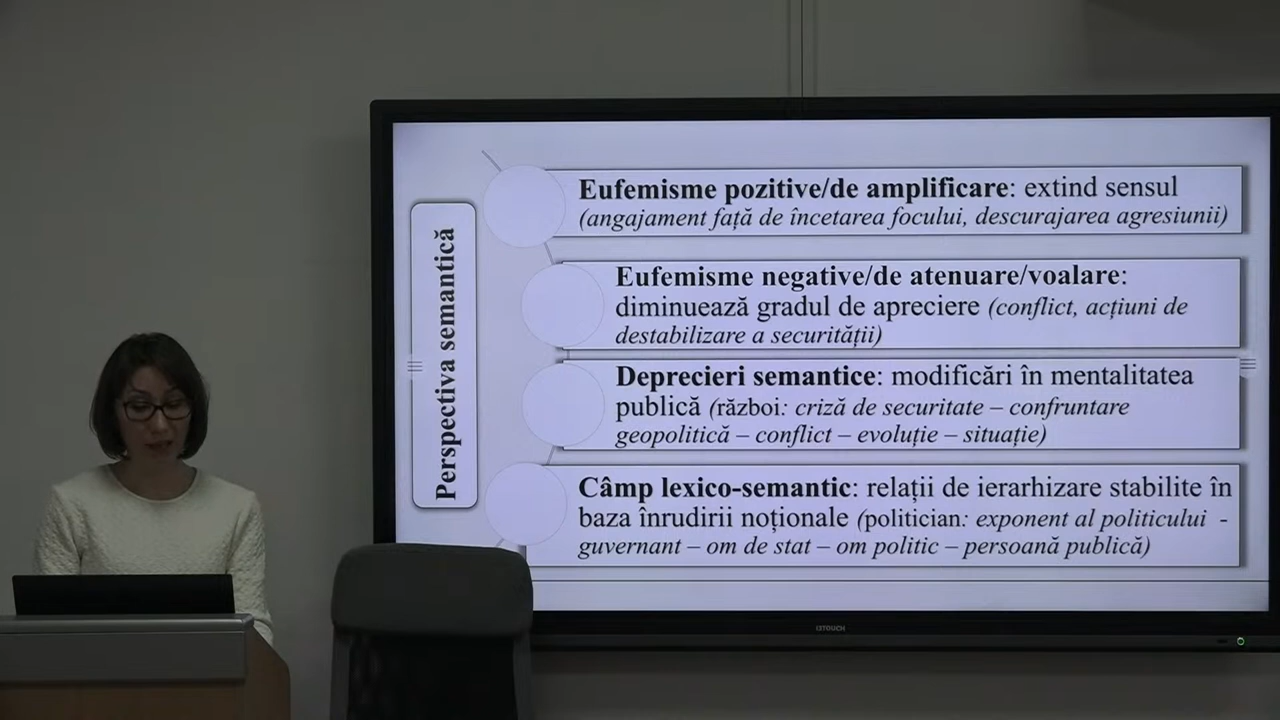 Perspectiva semantică
Eufemisme pozitive/de amplificare: extind sensul
(angajament față de încetarea focului, descurajarea agresiunii)
Eufemisme negative/de atenuare/voalare:
diminuează gradul de apreciere (conflict, acțiuni de
destabilizare a securității)
Deprecieri semantice: modificări în mentalitatea
publică (război: criză de securitate – confruntare
geopolitică – conflict – evoluție – situație)
Câmp lexico-semantic: relații de ierarhizare stabilite în
baza înrudirii noționale (politician: exponent al politicului -
guvernant – om de stat – om politic – persoană publică)
i3TOUCH